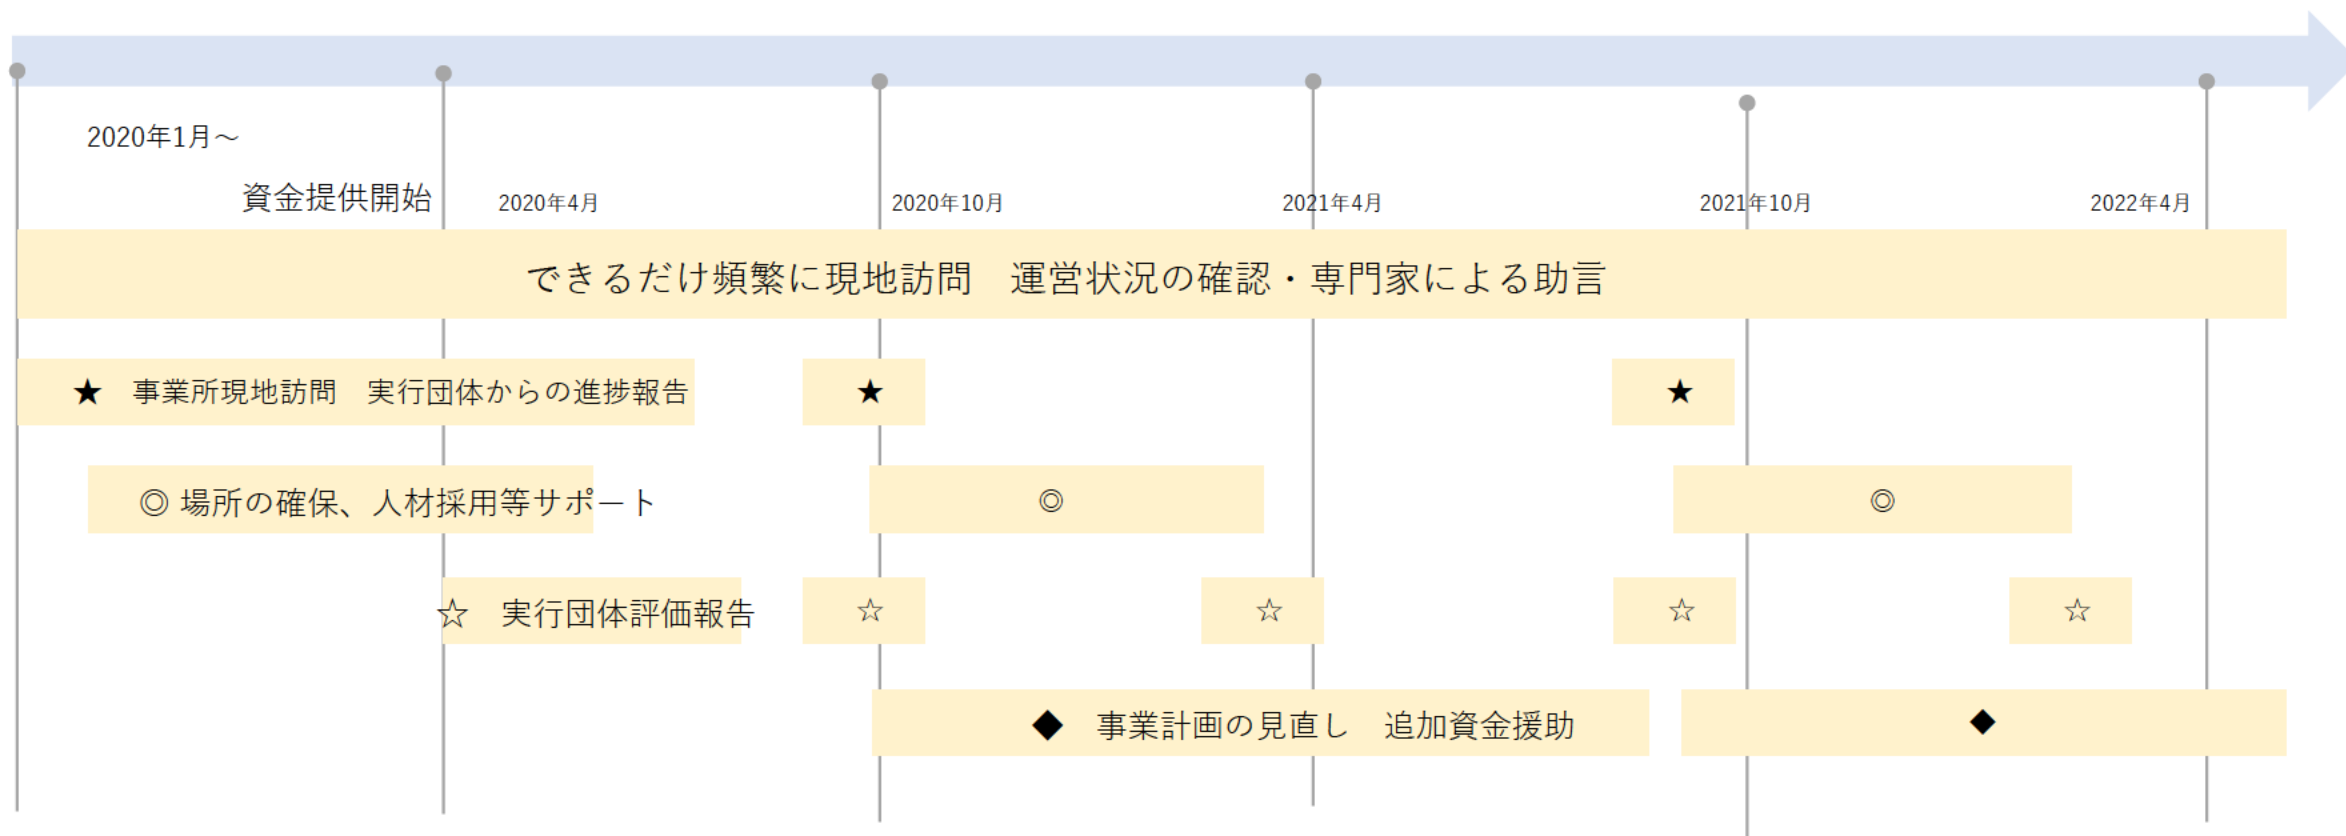 2020年1月～
資金提供開始
2020年4月
2020年10月
2021年4月
2021年10月
2022年4月
できるだけ頻繁に現地訪問　運営状況の確認・専門家による助言
★　事業所現地訪問　実行団体からの進捗報告
★
★
◎ 場所の確保、人材採用等サポート
◎
◎
☆　実行団体評価報告
☆
☆
☆
☆
◆　事業計画の見直し　追加資金援助
◆